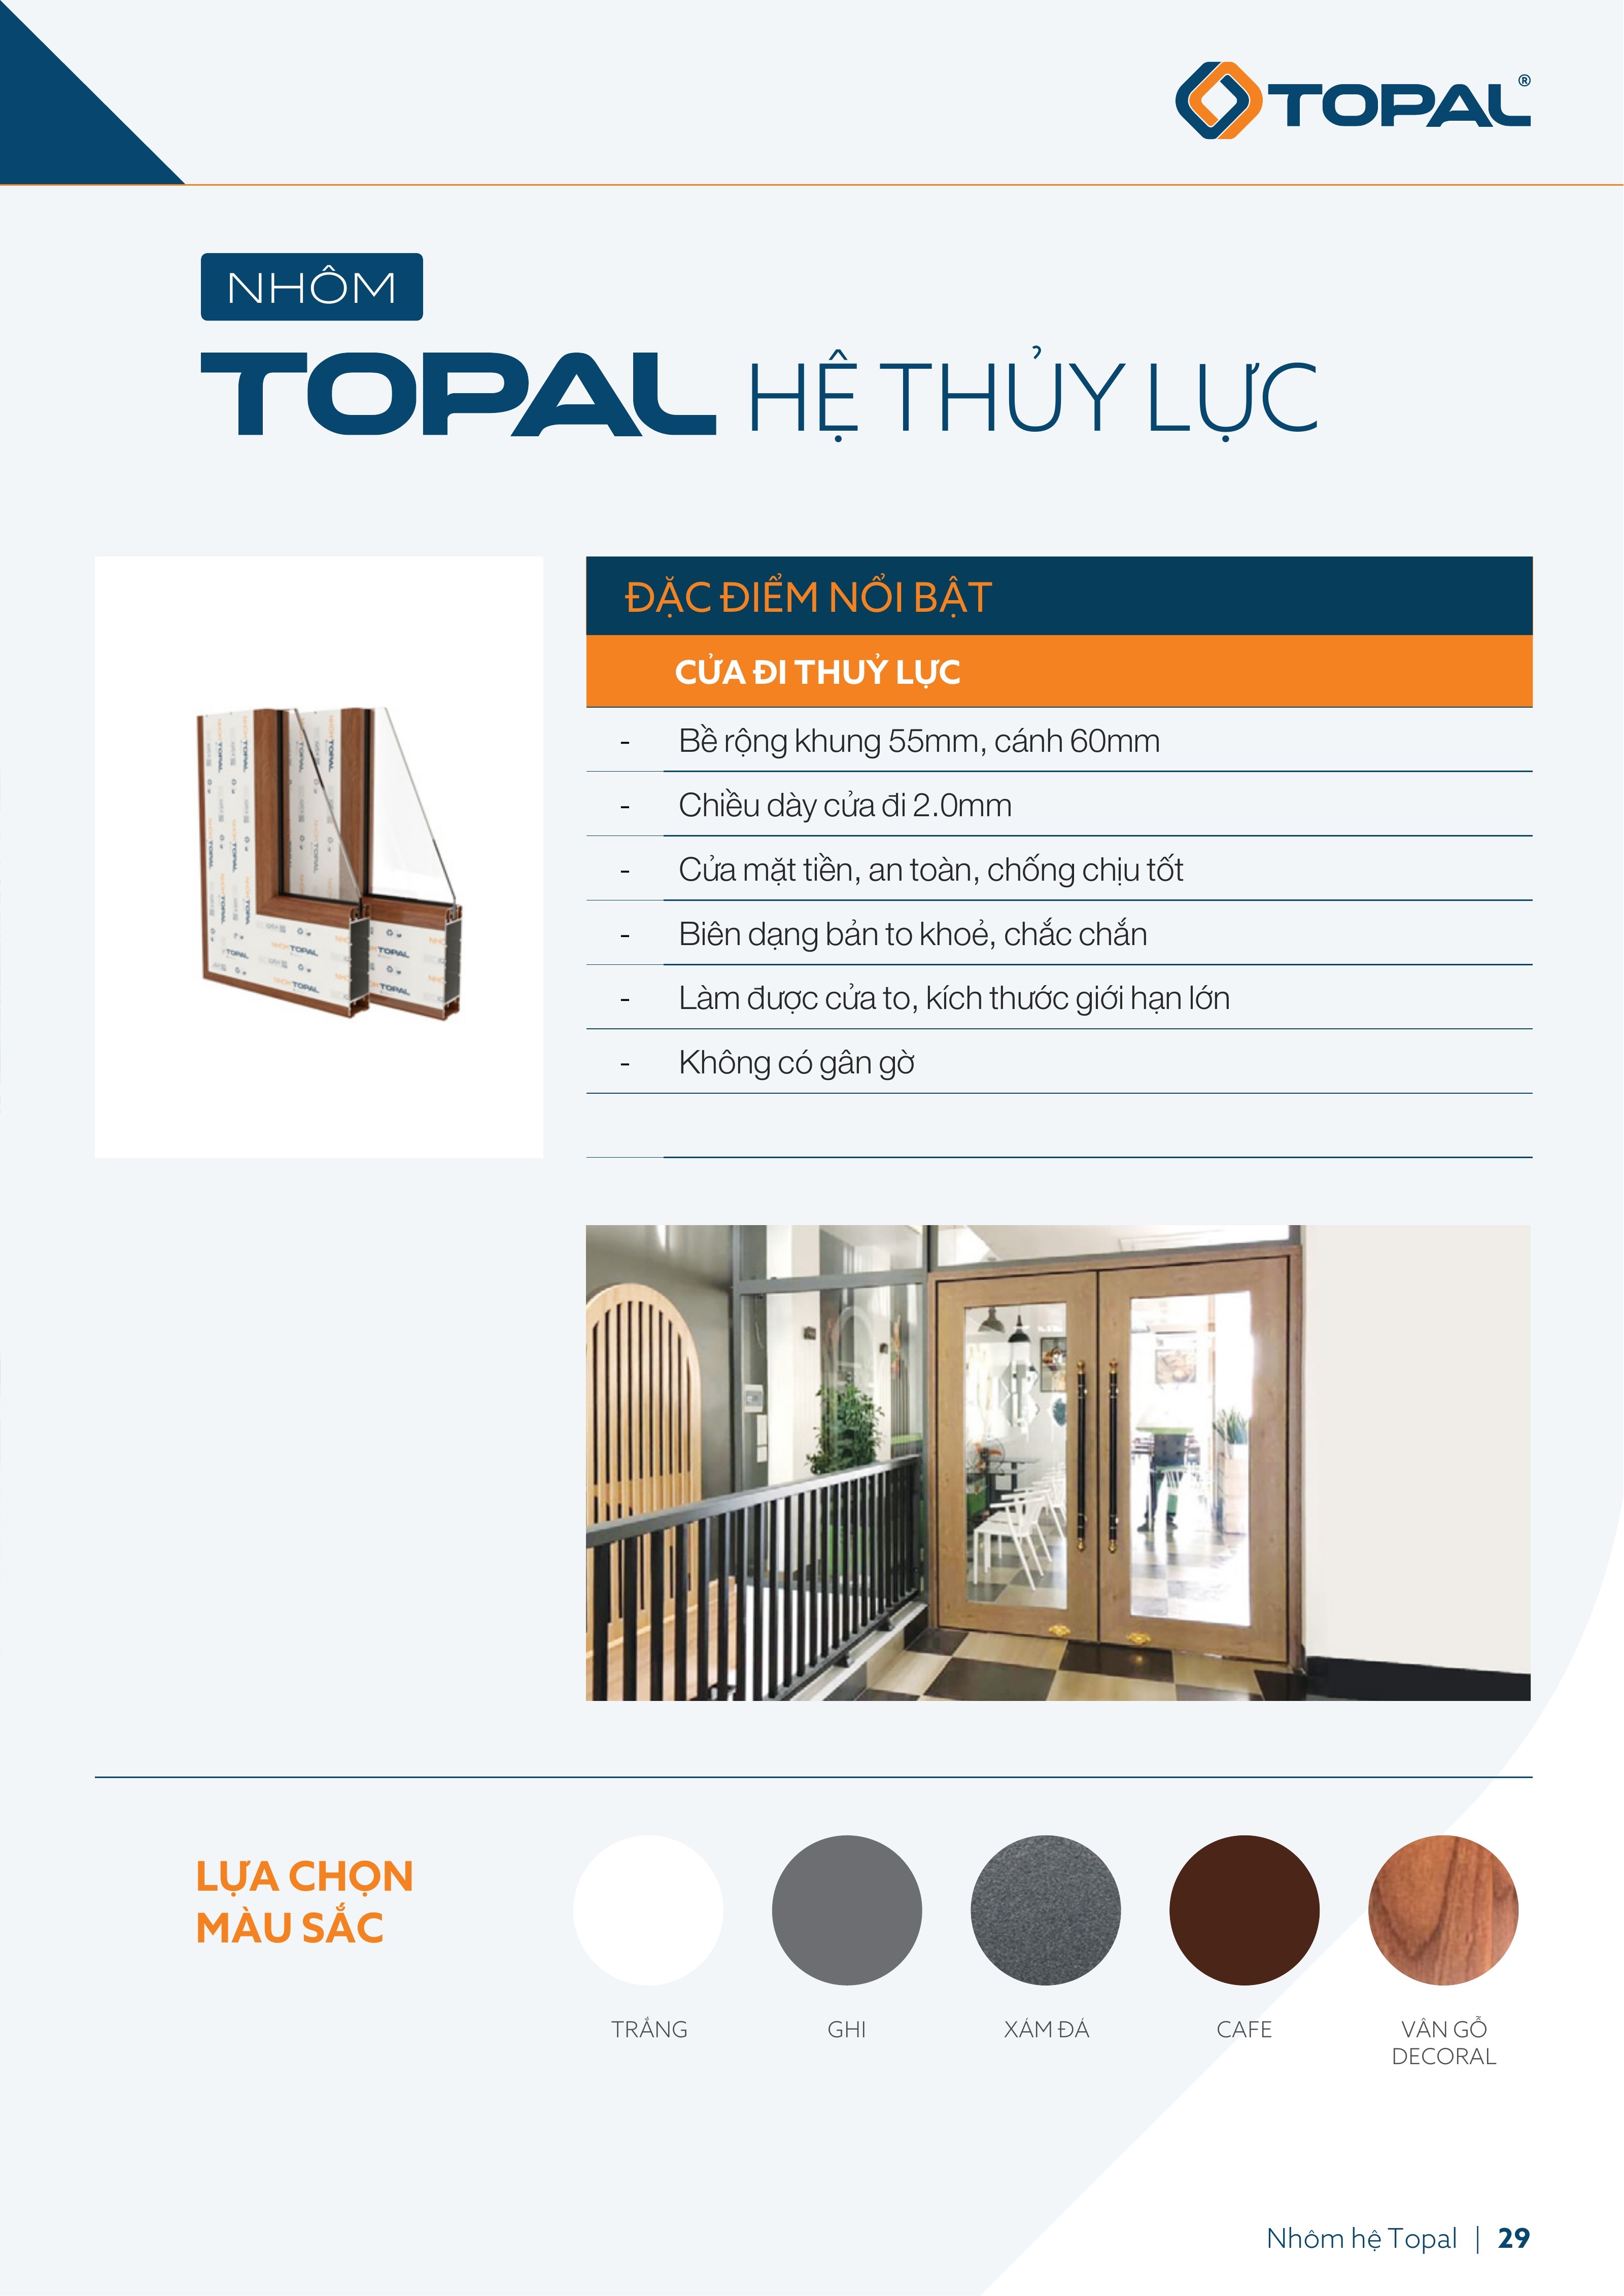 TOPAL®
NHÔM
TOPAL HỆ THỦY LỰC
ĐẶC ĐIỂM NỔI BẬT
CỬA ĐI THUỶ LỰC
- Bề rộng khung 55mm, cánh 60mm
- Chiều dày cửa đi 2.0mm
- Cửa mặt tiền, an toàn, chống chịu tốt
- Biên dạng bản to khoẻ, chắc chắn
- Làm được cửa to, kích thước giới hạn lớn
- Không có gân gờ
LỰA CHỌN
MÀU SẮC
TRẮNG
GHI
XÁM ĐÁ
CAFE
VÂN GỖ
DECORAL
Nhôm hệ Topal | 29